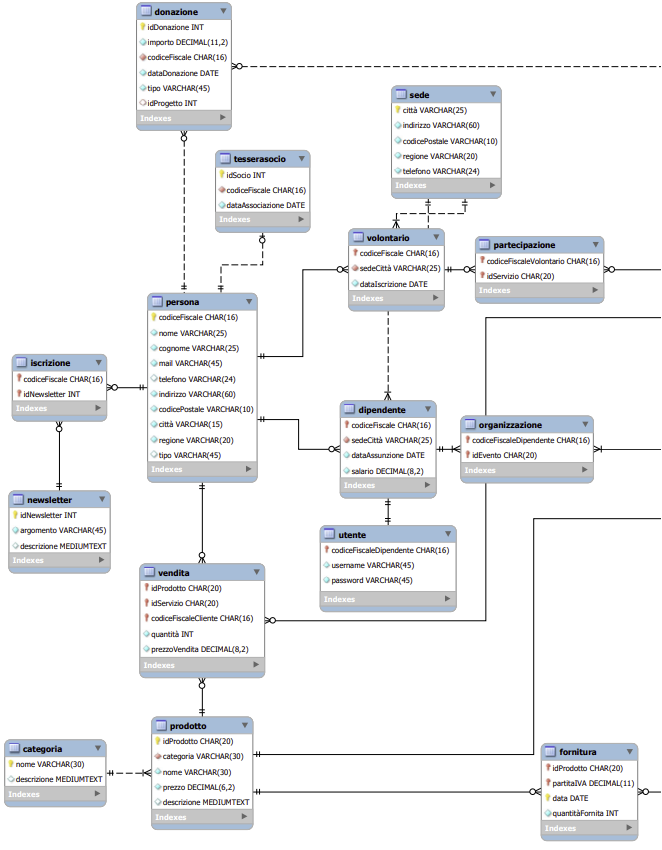 donazione
idDonazione INT
importo DECIMAL(11,2)
codiceFiscale CHAR(16)
dataDonazione DATE
tipo VARCHAR(45)
idProgetto INT
Indexes
sede
città VARCHAR(25)
indirizzo VARCHAR(60)
codicePostale VARCHAR(10)
regione VARCHAR(20)
telefono VARCHAR(24)
Indexes
tesserasocio
idSocio INT
codiceFiscale CHAR(16)
dataAssociazione DATE
Indexes
volontario
codiceFiscale CHAR(16)
sedeCittà VARCHAR(25)
dataIscrizione DATE
Indexes
partecipazione
codiceFiscaleVolontario CHAR(16)
idServizio CHAR(20)
Indexes
persona
codiceFiscale CHAR(16)
nome VARCHAR(25)
cognome VARCHAR(25)
mail VARCHAR(45)
telefono VARCHAR(24)
indirizzo VARCHAR(60)
codicePostale VARCHAR(10)
città VARCHAR(15)
regione VARCHAR(20)
tipo VARCHAR(45)
Indexes
iscrizione
codiceFiscale CHAR(16)
idNewsletter INT
Indexes
dipendente
codiceFiscale CHAR(16)
sedeCittà VARCHAR(25)
dataAssunzione DATE
salario DECIMAL(8,2)
Indexes
organizzazione
codiceFiscaleDipendente CHAR(16)
idEvento CHAR(20)
Indexes
newsletter
idNewsletter INT
argomento VARCHAR(45)
descrizione MEDIUMTEXT
Indexes
utente
codiceFiscaleDipendente CHAR(16)
username VARCHAR(45)
password VARCHAR(45)
Indexes
vendita
idProdotto CHAR(20)
idServizio CHAR(20)
codiceFiscaleCliente CHAR(16)
quantità INT
prezzoVendita DECIMAL(8,2)
Indexes
prodotto
idProdotto CHAR(20)
categoria VARCHAR(30)
nome VARCHAR(30)
prezzo DECIMAL(6,2)
descrizione MEDIUMTEXT
Indexes
categoria
nome VARCHAR(30)
descrizione MEDIUMTEXT
Indexes
fornitura
idProdotto CHAR(20)
partitaIVA DECIMAL(11)
data DATE
quantitàFornita INT
Indexes